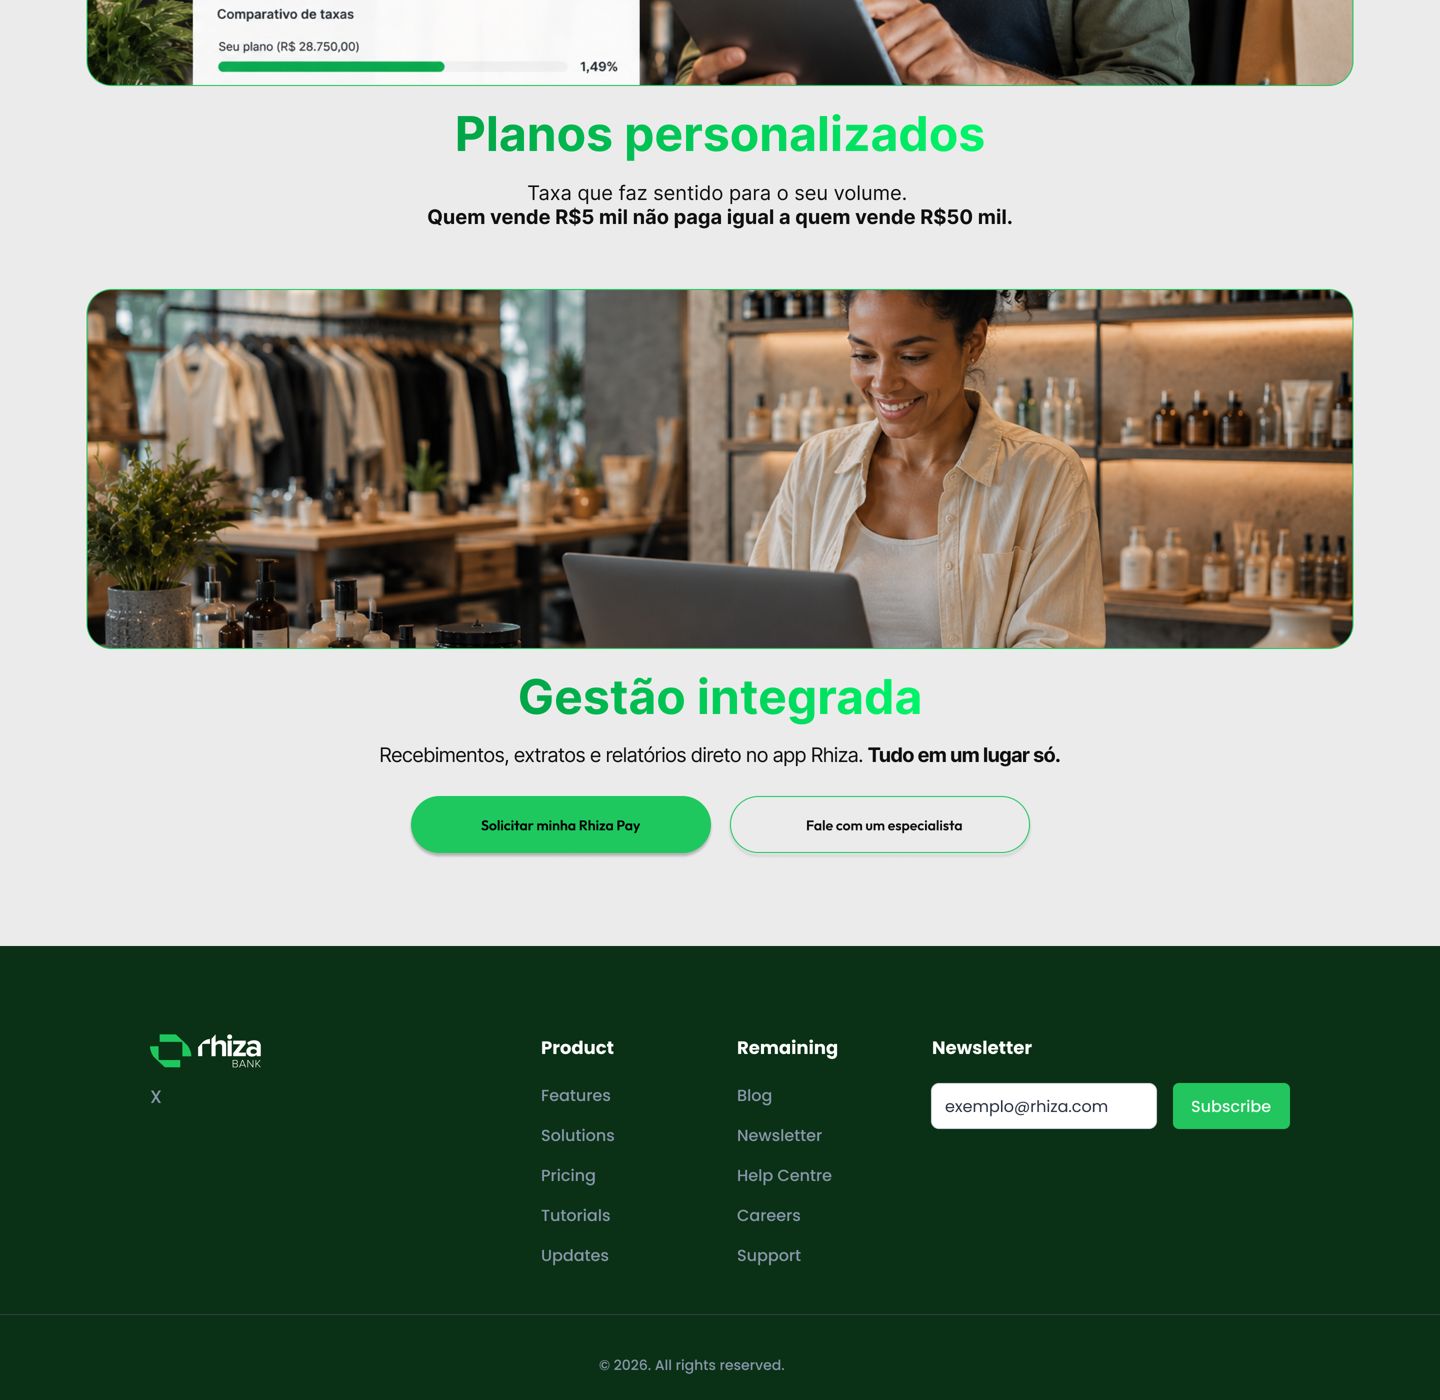 Comparativo de taxas
Seu plano (R$ 28.750,00)
1,49%
Planos personalizados
Taxa que faz sentido para o seu volume.
Quem vende R$5 mil não paga igual a quem vende R$50 mil.
Gestão integrada
Recebimentos, extratos e relatórios direto no app Rhiza. Tudo em um lugar só.
Solicitar minha Rhiza Pay
Fale com um especialista
rhiza
BANK
X
Product
Features
Solutions
Pricing
Tutorials
Updates
Remaining
Blog
Newsletter
Help Centre
Careers
Support
Newsletter
exemplo@rhiza.com
Subscribe
© 2026. All rights reserved.